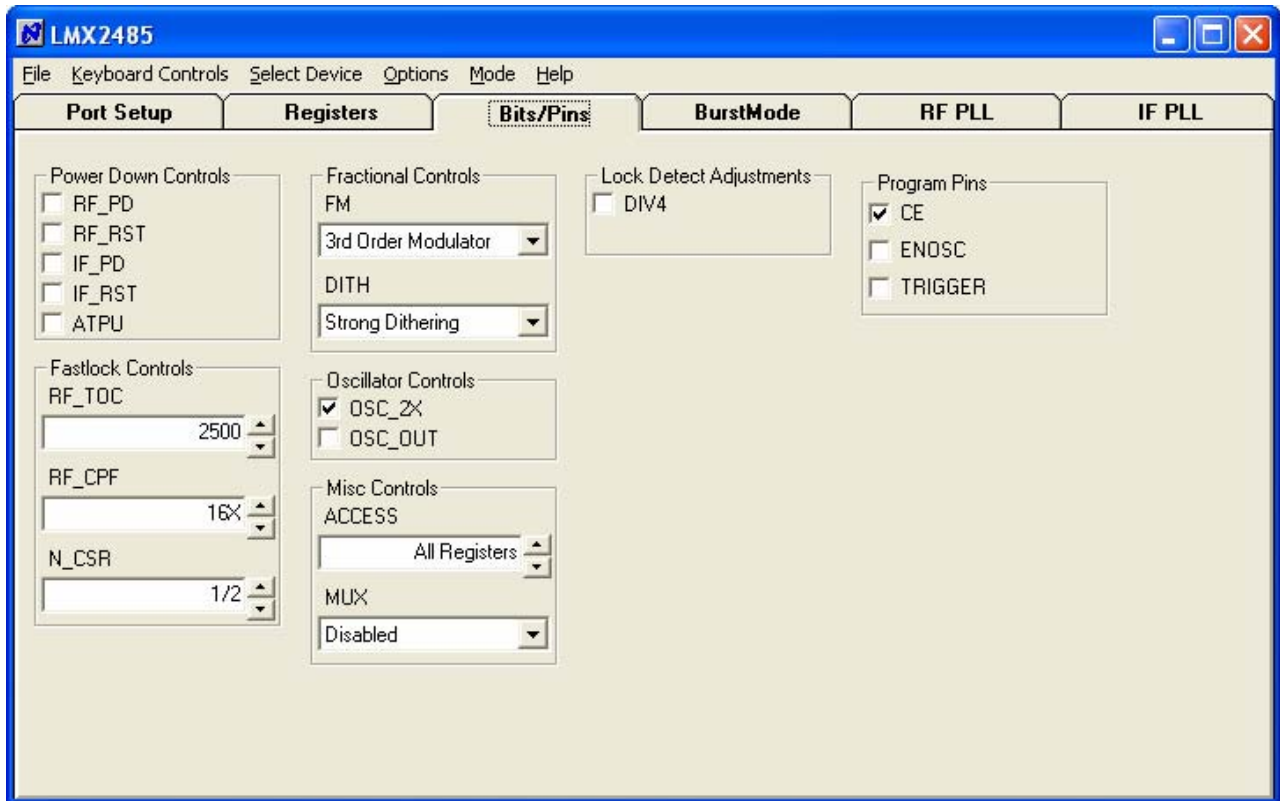 LMX2485
File Keyboard Controls Select Device Options Mode Help
Port Setup Registers Bits/Pins BurstMode RF PLL IF PLL
Power Down Controls
RF_PD
RF_RST
IF_PD
IF_RST
ATPU
Fastlock Controls
RF_TOC
2500
RF_CPF
16X
N_CSR
1/2
Fractional Controls
FM
3rd Order Modulator
DITH
Strong Dithering
Oscillator Controls
OSC_2X
OSC_OUT
Misc Controls
ACCESS
All Registers
MUX
Disabled
Lock Detect Adjustments
DIV4
Program Pins
CE
ENOSC
TRIGGER